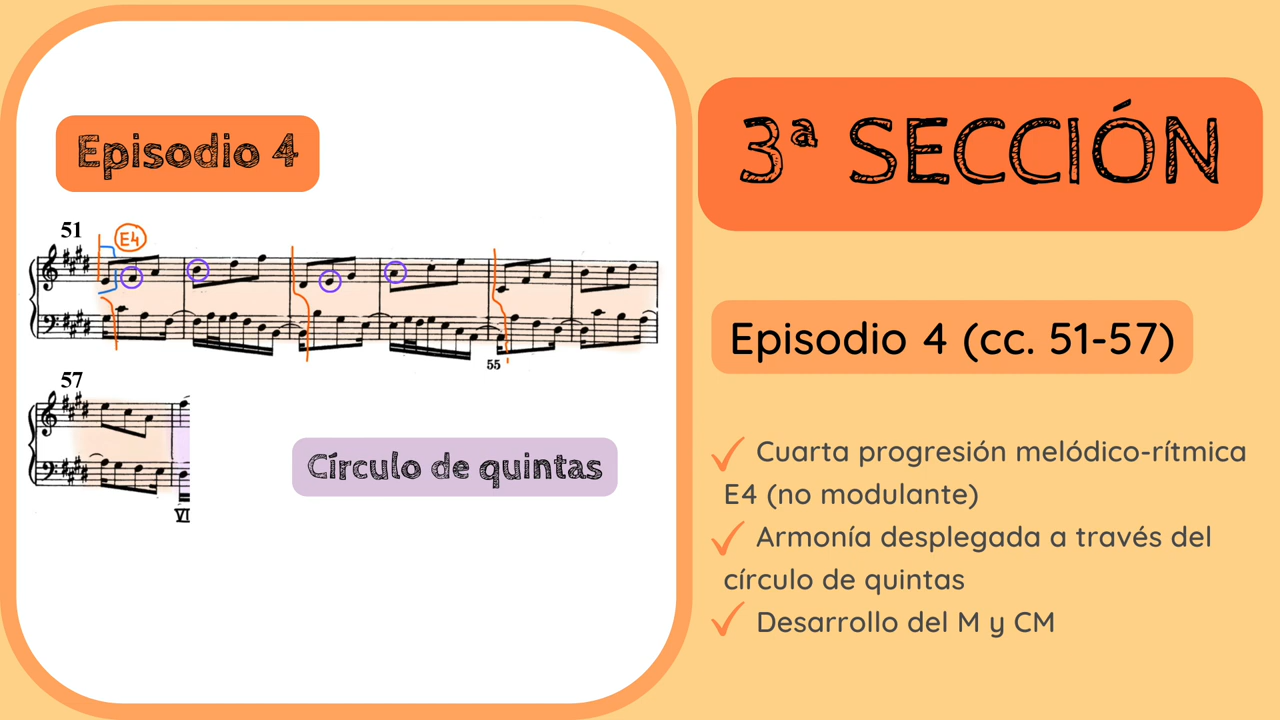 Episodio 4
51
E4
55
57
VI
Círculo de quintas
3ª SECCIÓN
Episodio 4 (cc. 51-57)
Cuarta progresión melódico-rítmica
E4 (no modulante)
Armonía desplegada a través del
círculo de quintas
Desarrollo del M y CM